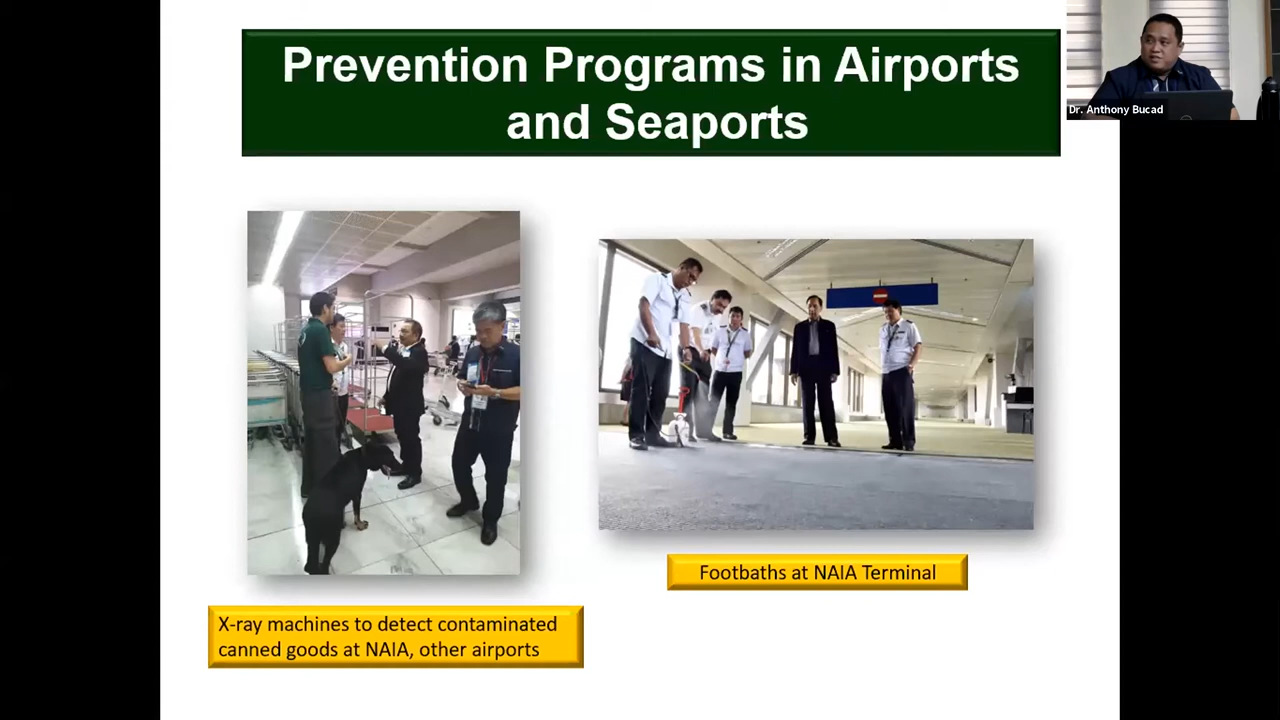 Prevention Programs in Airports
and Seaports
Dr. Anthony Bucad
Footbaths at NAIA Terminal
X-ray machines to detect contaminated
canned goods at NAIA, other airports